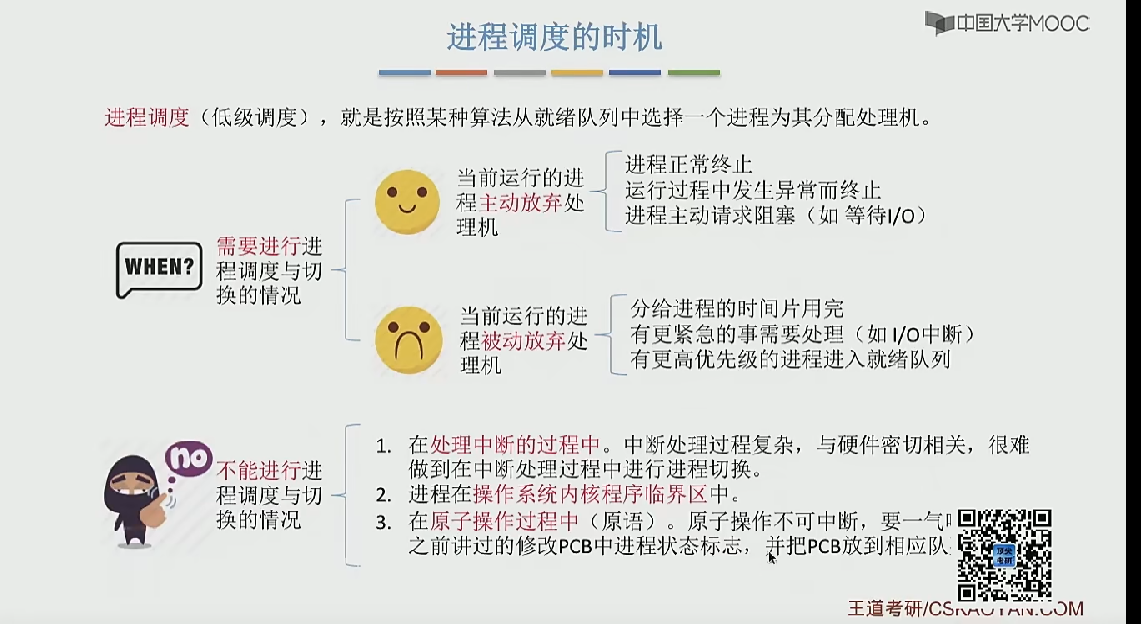 进程调度的时机
中国大学MOOC
进程调度（低级调度），就是按照某种算法从就绪队列中选择一个进程为其分配处理机。
WHEN?
需要进行进
程调度与切
换的情况
当前运行的进
程主动放弃处
理机
进程正常终止
运行过程中发生异常而终止
进程主动请求阻塞（如 等待I/O）
当前运行的进
程被动放弃处
理机
分给进程的时间片用完
有更紧急的事需要处理（如 I/O中断）
有更高优先级的进程进入就绪队列
no
不能进行进
程调度与切
换的情况
1. 在处理中断的过程中。中断处理过程复杂，与硬件密切相关，很难
做到在中断处理过程中进行进程切换。
2. 进程在操作系统内核程序临界区中。
3. 在原子操作过程中（原语）。原子操作不可中断，要一气
之前讲过的修改PCB中进程状态标志，并把PCB放到相应队
王道考研/CSKAOYAN.COM